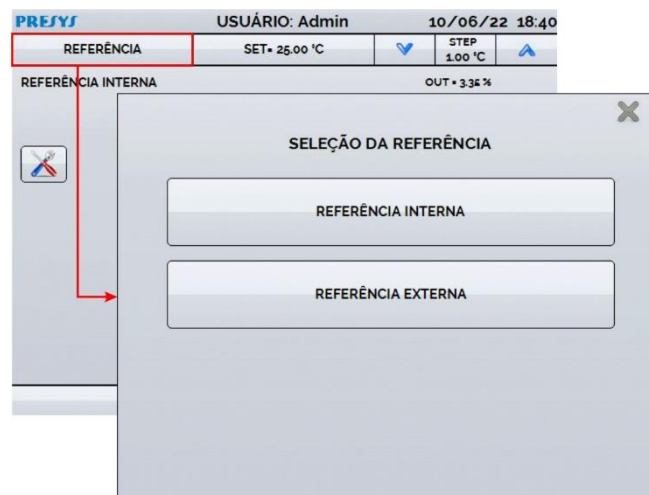 PRESYS USUÁRIO: Admin 10/06/22 18:40
REFERÊNCIA SET= 25.00 °C STEP
1.00 °C
REFERÊNCIA INTERNA OUT = 3.35 %
SELEÇÃO DA REFERÊNCIA
REFERÊNCIA INTERNA
REFERÊNCIA EXTERNA